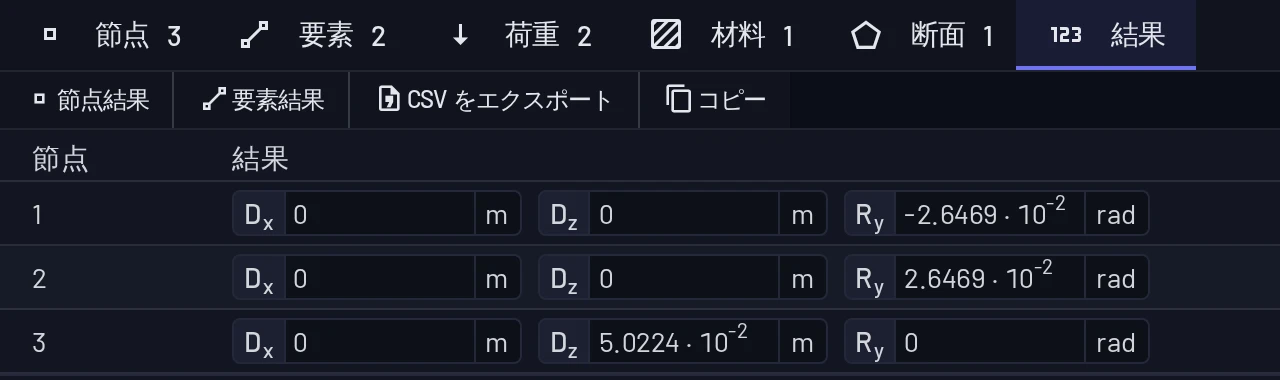 節点 3 要素 2 荷重 2 材料 1 断面 1 123 結果
節点結果 要素結果 CSV をエクスポート コピー
節点 結果
1 Dx 0 m Dz 0 m Ry -2.6469 · 10^-2 rad
2 Dx 0 m Dz 0 m Ry 2.6469 · 10^-2 rad
3 Dx 0 m Dz 5.0224 · 10^-2 m Ry 0 rad